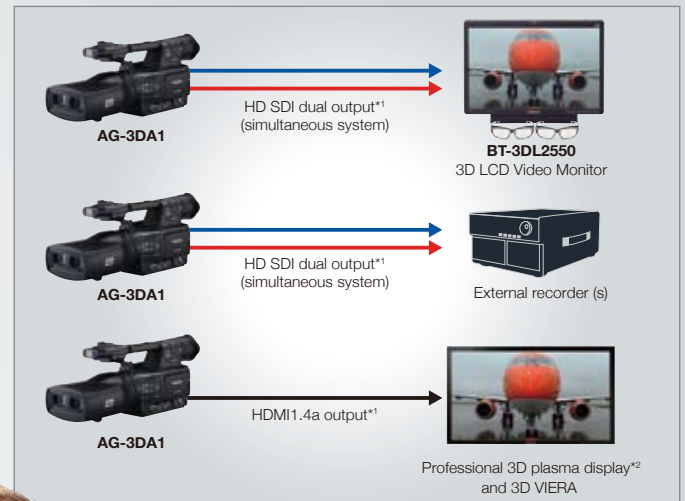 HD SDI dual output*1
(simultaneous system)
AG-3DA1
BT-3DL2550
3D LCD Video Monitor
HD SDI dual output*1
(simultaneous system)
AG-3DA1
External recorder (s)
HDMI1.4a output*1
AG-3DA1
Professional 3D plasma display*2
and 3D VIERA